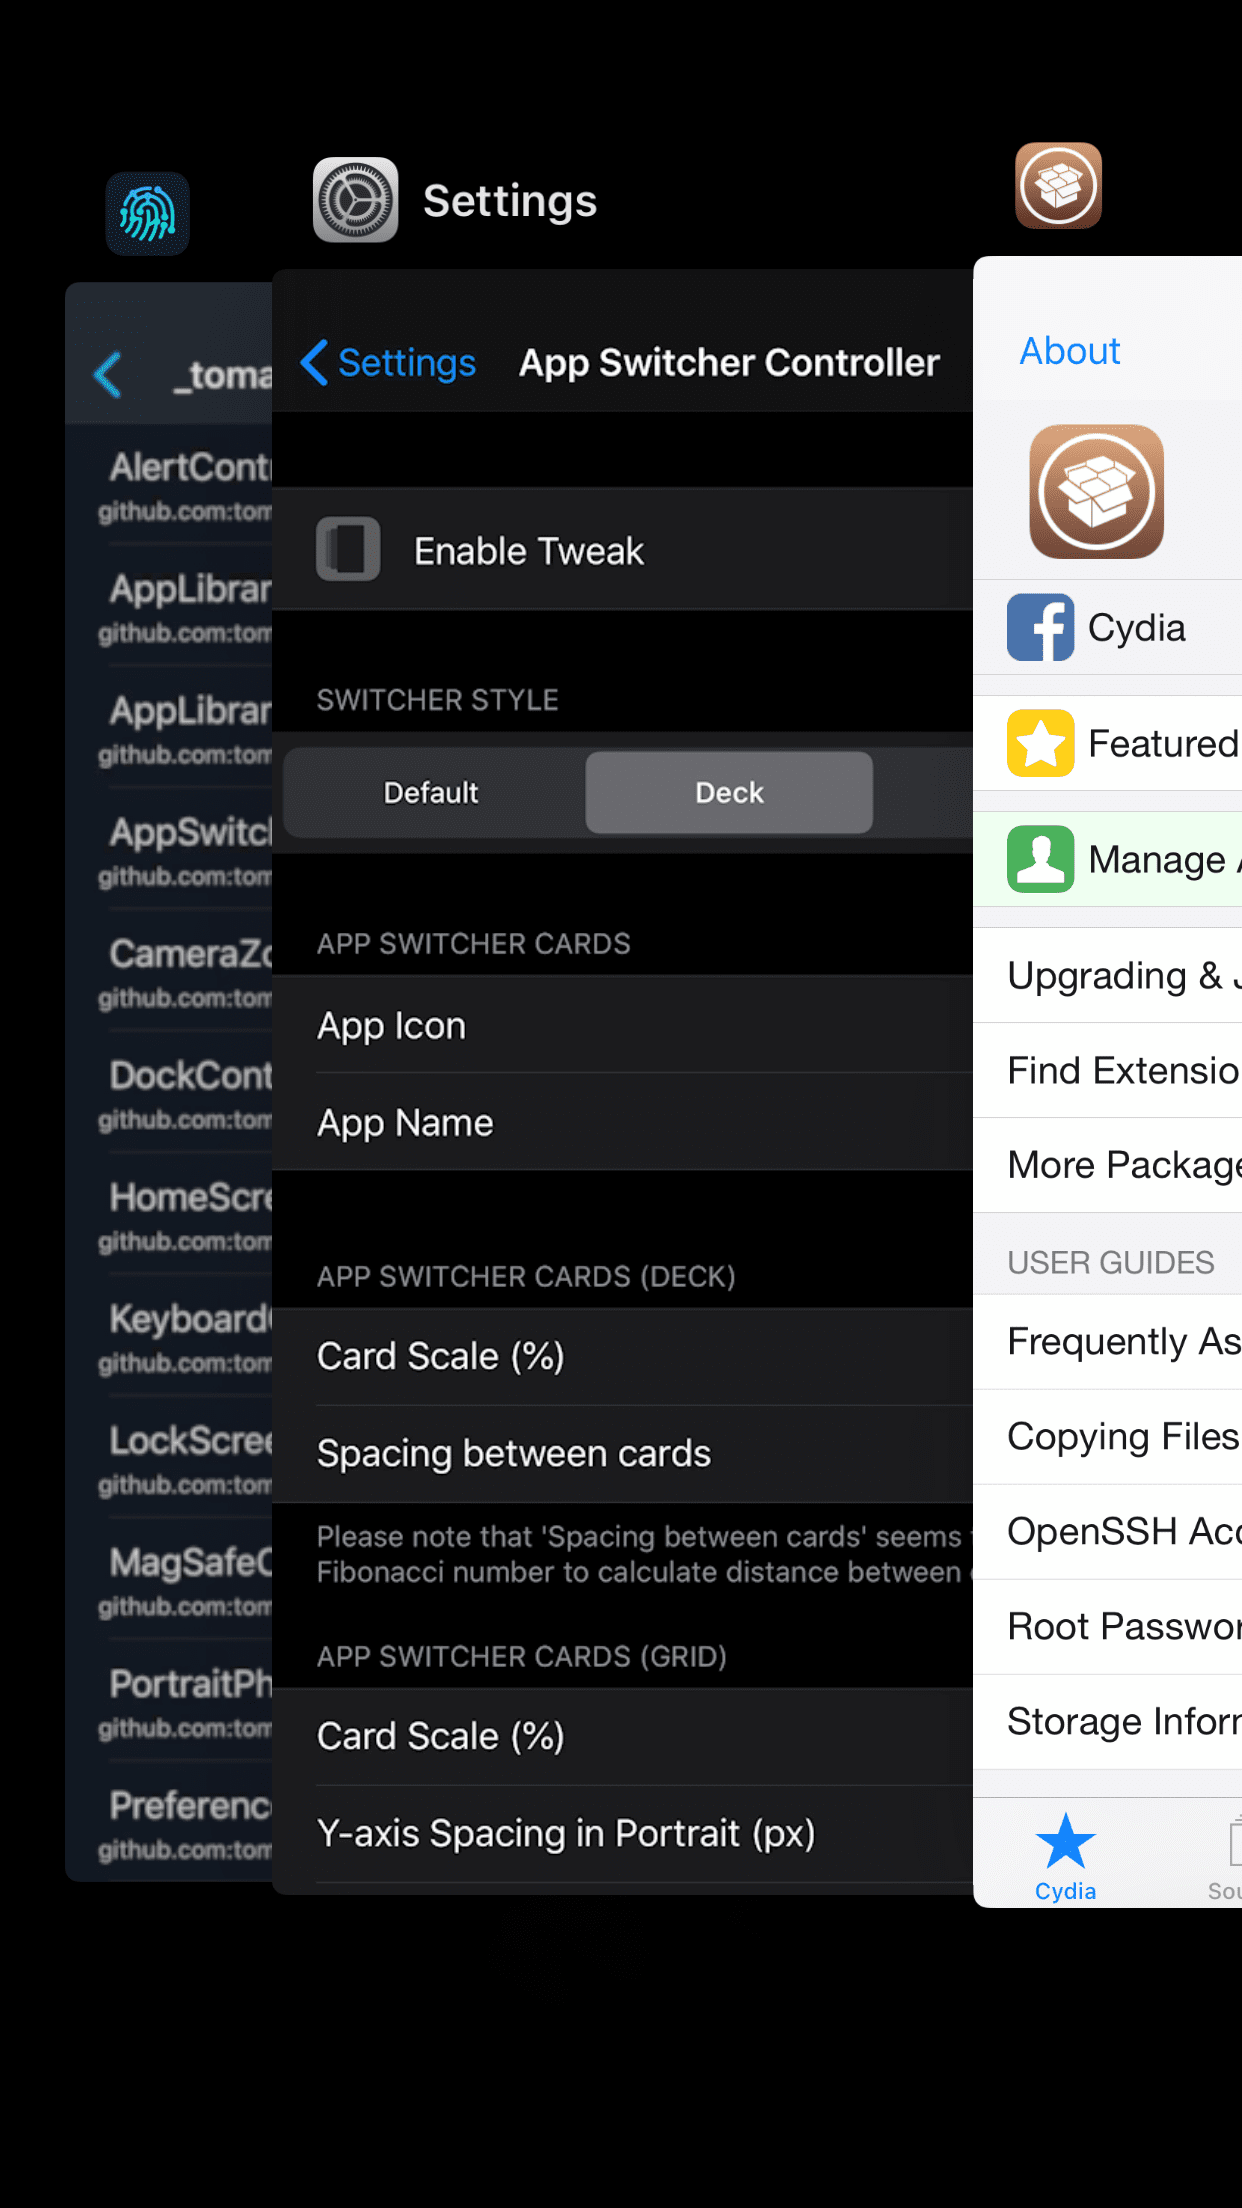 Settings
_toma
AlertContr
github.com:tom
AppLibrar
github.com:tom
AppLibrar
github.com:tom
AppSwitch
github.com:tom
CameraZo
github.com:tom
DockCont
github.com:tom
HomeScre
github.com:tom
Keyboard
github.com:tom
LockScree
github.com:tom
MagSafeC
github.com:tom
PortraitPh
github.com:tom
Preferenc
github.com:tom
Settings
App Switcher Controller
Enable Tweak
SWITCHER STYLE
Default
Deck
APP SWITCHER CARDS
App Icon
App Name
APP SWITCHER CARDS (DECK)
Card Scale (%)
Spacing between cards
Please note that 'Spacing between cards' seems
Fibonacci number to calculate distance between
APP SWITCHER CARDS (GRID)
Card Scale (%)
Y-axis Spacing in Portrait (px)
About
Cydia
Featured
Manage A
Upgrading & J
Find Extensio
More Package
USER GUIDES
Frequently As
Copying Files
OpenSSH Acc
Root Passwor
Storage Inforr
Cydia
Sou